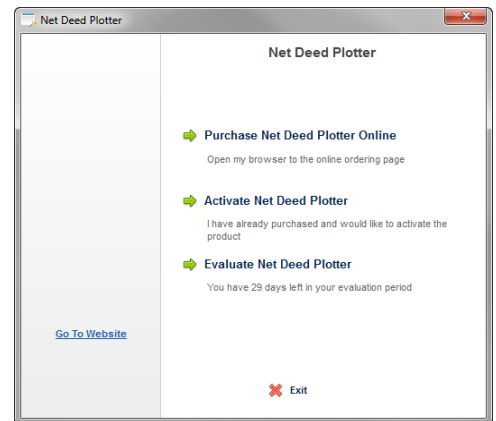 Net Deed Plotter
Net Deed Plotter
Purchase Net Deed Plotter Online
Open my browser to the online ordering page
Activate Net Deed Plotter
I have already purchased and would like to activate the
product
Evaluate Net Deed Plotter
You have 29 days left in your evaluation period
Go To Website
Exit